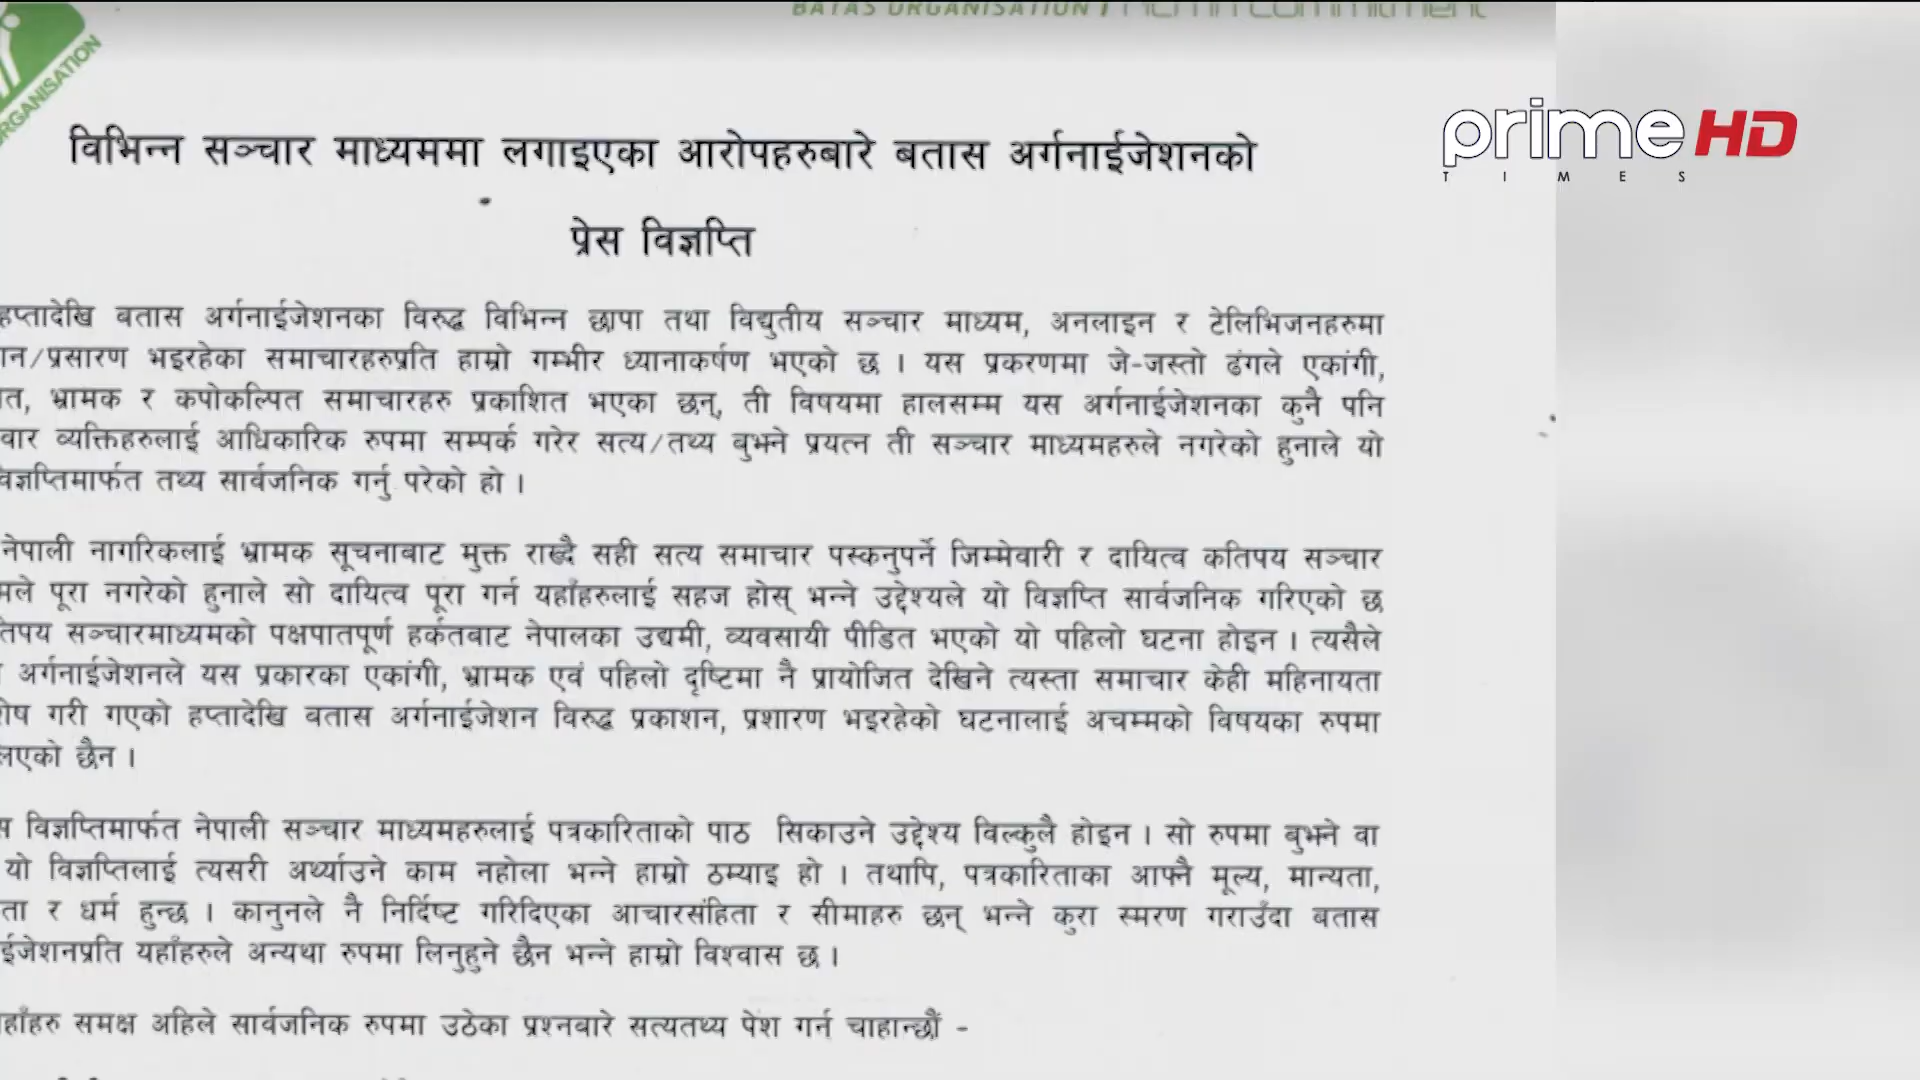 BATAS ORGANISATION /
ORGANISATION
prime HD
TIMES
विभिन्न सञ्चार माध्यममा लगाइएका आरोपहरुबारे बतास अर्गनाईजेशनको
प्रेस विज्ञप्ति
हप्तादेखि बतास अर्गनाईजेशनका विरुद्ध विभिन्न छापा तथा विद्युतीय सञ्चार माध्यम, अनलाइन र टेलिभिजनहरुमा
ान/प्रसारण भइरहेका समाचारहरुप्रति हाम्रो गम्भीर ध्यानाकर्षण भएको छ । यस प्रकरणमा जे-जस्तो ढंगले एकांगी,
त, भ्रामक र कपोकल्पित समाचारहरु प्रकाशित भएका छन्, ती विषयमा हालसम्म यस अर्गनाईजेशनका कुनै पनि
वार व्यक्तिहरुलाई आधिकारिक रुपमा सम्पर्क गरेर सत्य/तथ्य बुझ्ने प्रयत्न ती सञ्चार माध्यमहरुले नगरेको हुनाले यो
विज्ञप्तिमार्फत तथ्य सार्वजनिक गर्नु परेको हो ।
नेपाली नागरिकलाई भ्रामक सूचनाबाट मुक्त राख्दै सही सत्य समाचार पस्कनुपर्ने जिम्मेवारी र दायित्व कतिपय सञ्चार
मले पूरा नगरेको हुनाले सो दायित्व पूरा गर्न यहाँहरुलाई सहज होस् भन्ने उद्देश्यले यो विज्ञप्ति सार्वजनिक गरिएको छ
तिपय सञ्चारमाध्यमको पक्षपातपूर्ण हर्कतबाट नेपालका उद्यमी, व्यवसायी पीडित भएको यो पहिलो घटना होइन । त्यसैले
अर्गनाईजेशनले यस प्रकारका एकांगी, भ्रामक एवं पहिलो दृष्टिमा नै प्रायोजित देखिने त्यस्ता समाचार केही महिनायता
शेष गरी गएको हप्तादेखि बतास अर्गनाईजेशन विरुद्ध प्रकाशन, प्रशारण भइरहेको घटनालाई अचम्मको विषयका रुपमा
लिएको छैन ।
स विज्ञप्तिमार्फत नेपाली सञ्चार माध्यमहरुलाई पत्रकारिताको पाठ सिकाउने उद्देश्य विल्कुलै होइन । सो रुपमा बुझ्ने वा
यो विज्ञप्तिलाई त्यसरी अर्थ्याउने काम नहोला भन्ने हाम्रो ठम्याइ हो । तथापि, पत्रकारिताका आफ्नै मूल्य, मान्यता,
ता र धर्म हुन्छ । कानुनले नै निर्दिष्ट गरिदिएका आचारसंहिता र सीमाहरु छन् भन्ने कुरा स्मरण गराउँदा बतास
ईजेशनप्रति यहाँहरुले अन्यथा रुपमा लिनुहुने छैन भन्ने हाम्रो विश्वास छ ।
हाँहरु समक्ष अहिले सार्वजनिक रुपमा उठेका प्रश्नबारे सत्यतथ्य पेश गर्न चाहान्छौं -